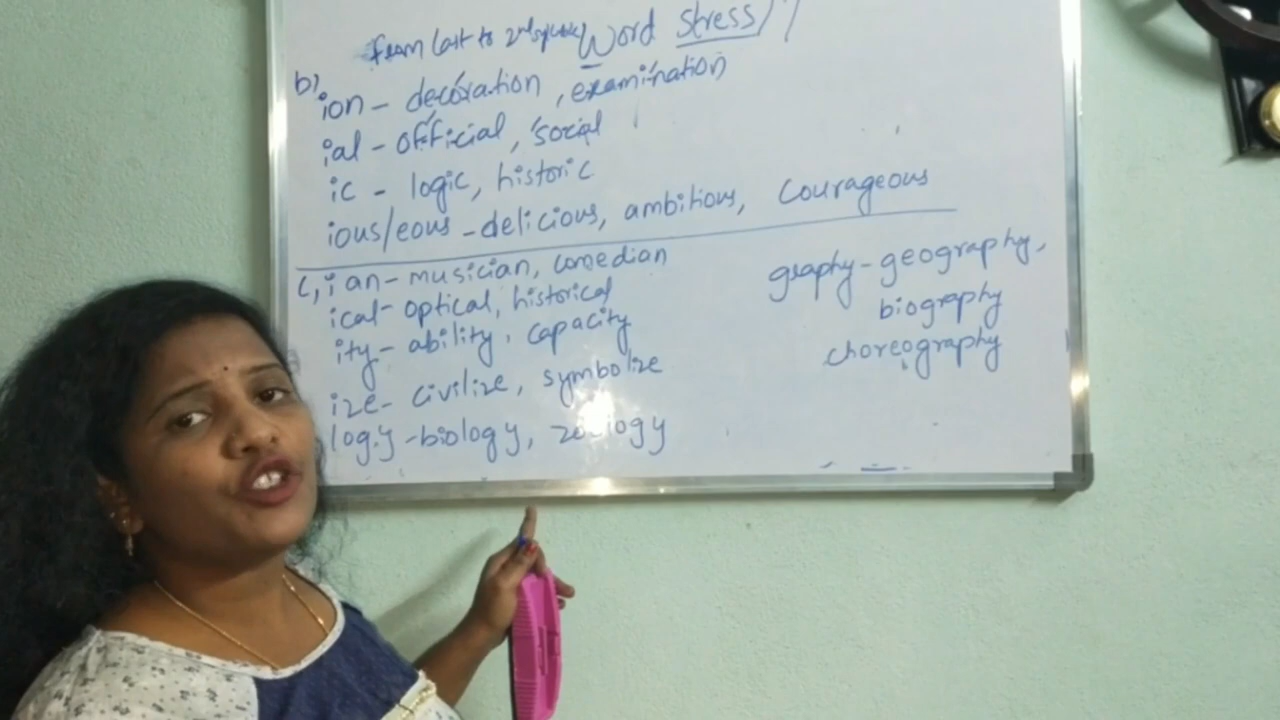 From last to 2nd syllable Word Stress
b) ion - decoration, examination
ial - official, social
ic - logic, historic
ious/eous - delicious, ambitious, courageous
c, ian - musician, comedian
ical - optical, historical
ity - ability, capacity
ize - civilize, symbolize
logy - biology, zoology
graphy - geography,
biography
choreography